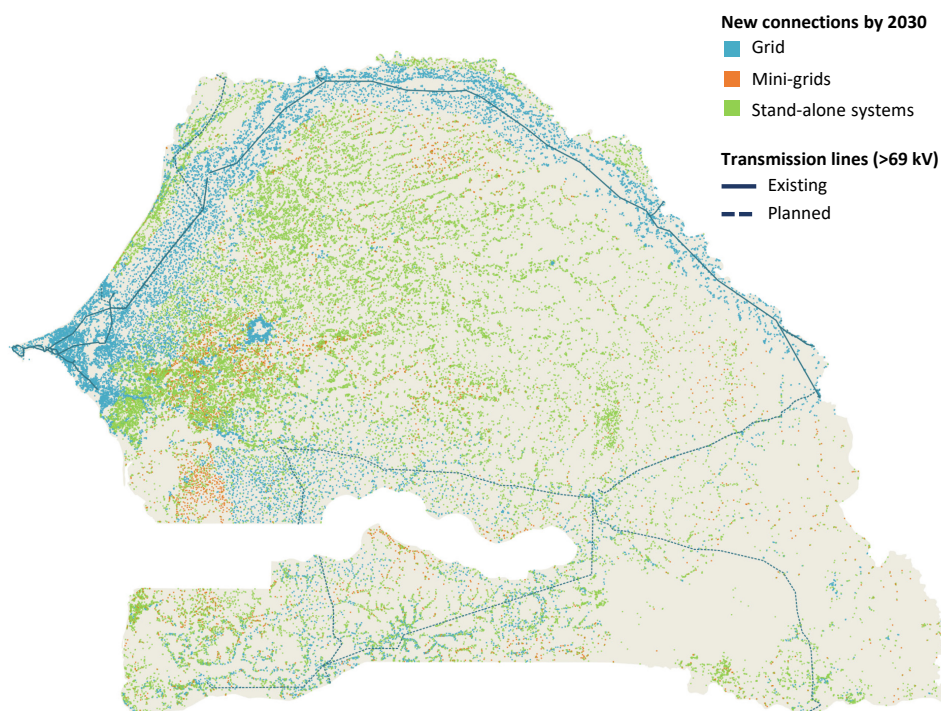 New connections by 2030
Grid
Mini-grids
Stand-alone systems
Transmission lines (>69 kV)
Existing
Planned